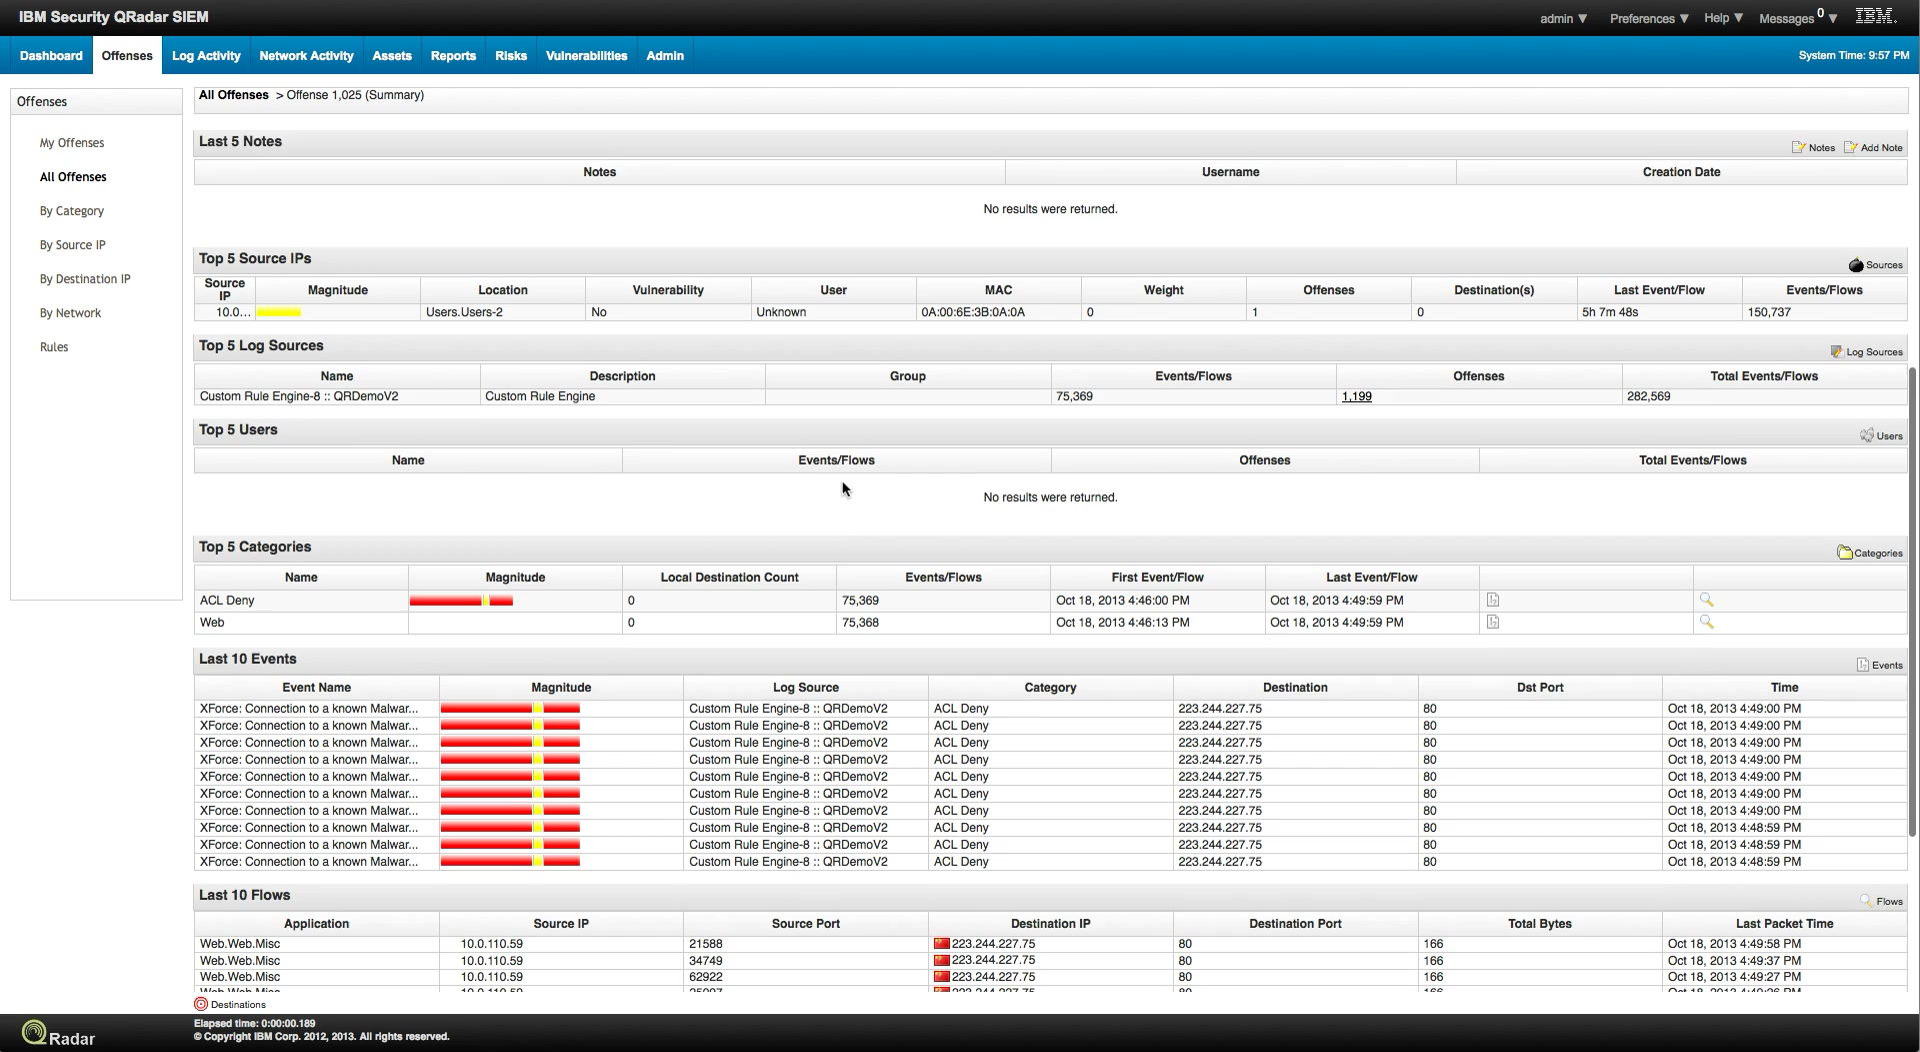 IBM Security QRadar SIEM
admin ▼ Preferences ▼ Help ▼ Messages 0 ▼ IBM.
Dashboard Offenses Log Activity Network Activity Assets Reports Risks Vulnerabilities Admin System Time: 9:57 PM
Offenses
My Offenses
All Offenses
By Category
By Source IP
By Destination IP
By Network
Rules
All Offenses > Offense 1,025 (Summary)
Last 5 Notes Notes Add Note
Notes Username Creation Date
No results were returned.
Top 5 Source IPs Sources
Source IP Magnitude Location Vulnerability User MAC Weight Offenses Destination(s) Last Event/Flow Events/Flows
10.0... Users.Users-2 No Unknown 0A:00:6E:3B:0A:0A 0 1 0 5h 7m 48s 150,737
Top 5 Log Sources Log Sources
Name Description Group Events/Flows Offenses Total Events/Flows
Custom Rule Engine-8 :: QRDemoV2 Custom Rule Engine 75,369 1,199 282,569
Top 5 Users Users
Name Events/Flows Offenses Total Events/Flows
No results were returned.
Top 5 Categories Categories
Name Magnitude Local Destination Count Events/Flows First Event/Flow Last Event/Flow
ACL Deny 0 75,369 Oct 18, 2013 4:46:00 PM Oct 18, 2013 4:49:59 PM
Web 0 75,368 Oct 18, 2013 4:46:13 PM Oct 18, 2013 4:49:59 PM
Last 10 Events Events
Event Name Magnitude Log Source Category Destination Dst Port Time
XForce: Connection to a known Malwar... Custom Rule Engine-8 :: QRDemoV2 ACL Deny 223.244.227.75 80 Oct 18, 2013 4:49:00 PM
XForce: Connection to a known Malwar... Custom Rule Engine-8 :: QRDemoV2 ACL Deny 223.244.227.75 80 Oct 18, 2013 4:49:00 PM
XForce: Connection to a known Malwar... Custom Rule Engine-8 :: QRDemoV2 ACL Deny 223.244.227.75 80 Oct 18, 2013 4:49:00 PM
XForce: Connection to a known Malwar... Custom Rule Engine-8 :: QRDemoV2 ACL Deny 223.244.227.75 80 Oct 18, 2013 4:49:00 PM
XForce: Connection to a known Malwar... Custom Rule Engine-8 :: QRDemoV2 ACL Deny 223.244.227.75 80 Oct 18, 2013 4:49:00 PM
XForce: Connection to a known Malwar... Custom Rule Engine-8 :: QRDemoV2 ACL Deny 223.244.227.75 80 Oct 18, 2013 4:49:00 PM
XForce: Connection to a known Malwar... Custom Rule Engine-8 :: QRDemoV2 ACL Deny 223.244.227.75 80 Oct 18, 2013 4:49:00 PM
XForce: Connection to a known Malwar... Custom Rule Engine-8 :: QRDemoV2 ACL Deny 223.244.227.75 80 Oct 18, 2013 4:48:59 PM
XForce: Connection to a known Malwar... Custom Rule Engine-8 :: QRDemoV2 ACL Deny 223.244.227.75 80 Oct 18, 2013 4:48:59 PM
XForce: Connection to a known Malwar... Custom Rule Engine-8 :: QRDemoV2 ACL Deny 223.244.227.75 80 Oct 18, 2013 4:48:59 PM
Last 10 Flows Flows
Application Source IP Source Port Destination IP Destination Port Total Bytes Last Packet Time
Web.Web.Misc 10.0.110.59 21588 223.244.227.75 80 166 Oct 18, 2013 4:49:58 PM
Web.Web.Misc 10.0.110.59 34749 223.244.227.75 80 166 Oct 18, 2013 4:49:37 PM
Web.Web.Misc 10.0.110.59 62922 223.244.227.75 80 166 Oct 18, 2013 4:49:27 PM
Destinations
QRadar
Elapsed time: 0:00:00.189
© Copyright IBM Corp. 2012, 2013. All rights reserved.